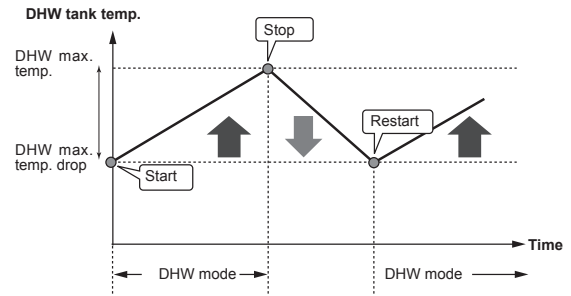 DHW tank temp.
Stop
DHW max.
temp.
Restart
DHW max.
temp. drop
Start
Time
DHW mode
DHW mode